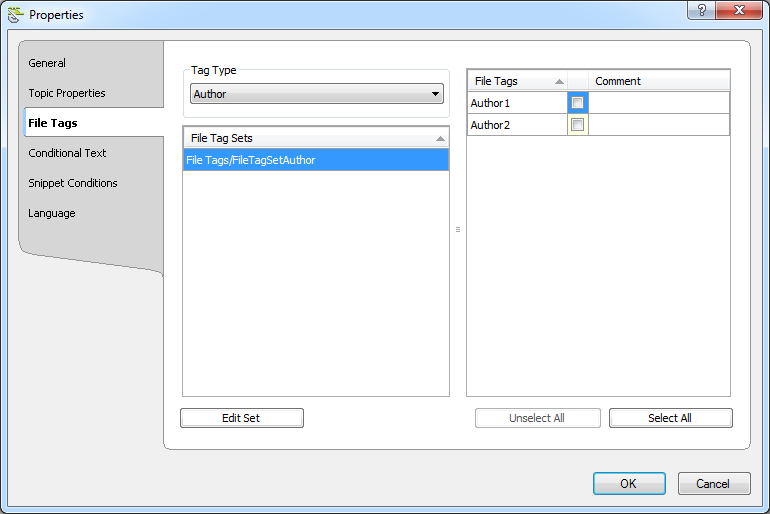 Properties
?
General
Topic Properties
File Tags
Conditional Text
Snippet Conditions
Language
Tag Type
Author
File Tag Sets
File Tags/FileTagSetAuthor
Edit Set
File Tags Comment
Author1
Author2
Unselect All Select All
OK Cancel